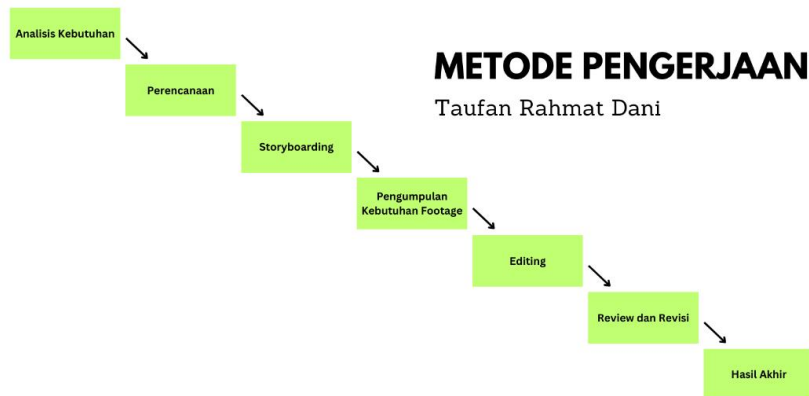 Analisis Kebutuhan
METODE PENGERJAAN
Taufan Rahmat Dani
Perencanaan
Storyboarding
Pengumpulan
Kebutuhan Footage
Editing
Review dan Revisi
Hasil Akhir